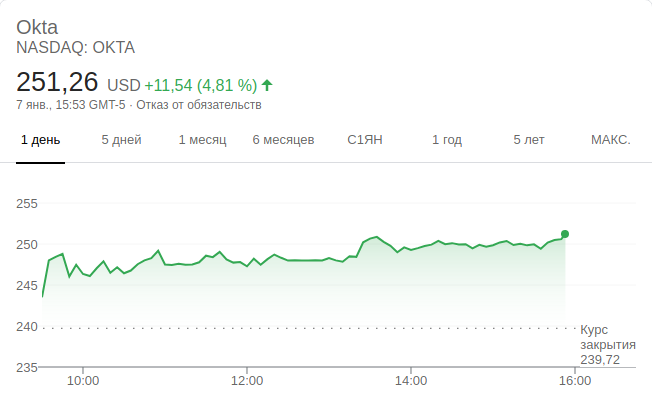 Okta
NASDAQ: OKTA
251,26 USD +11,54 (4,81 %)
7 янв., 15:53 GMT-5 · Отказ от обязательств
1 день 5 дней 1 месяц 6 месяцев С1ЯН 1 год 5 лет МАКС.
255
250
245
240
235
Курс
закрытия
239,72
10:00 12:00 14:00 16:00